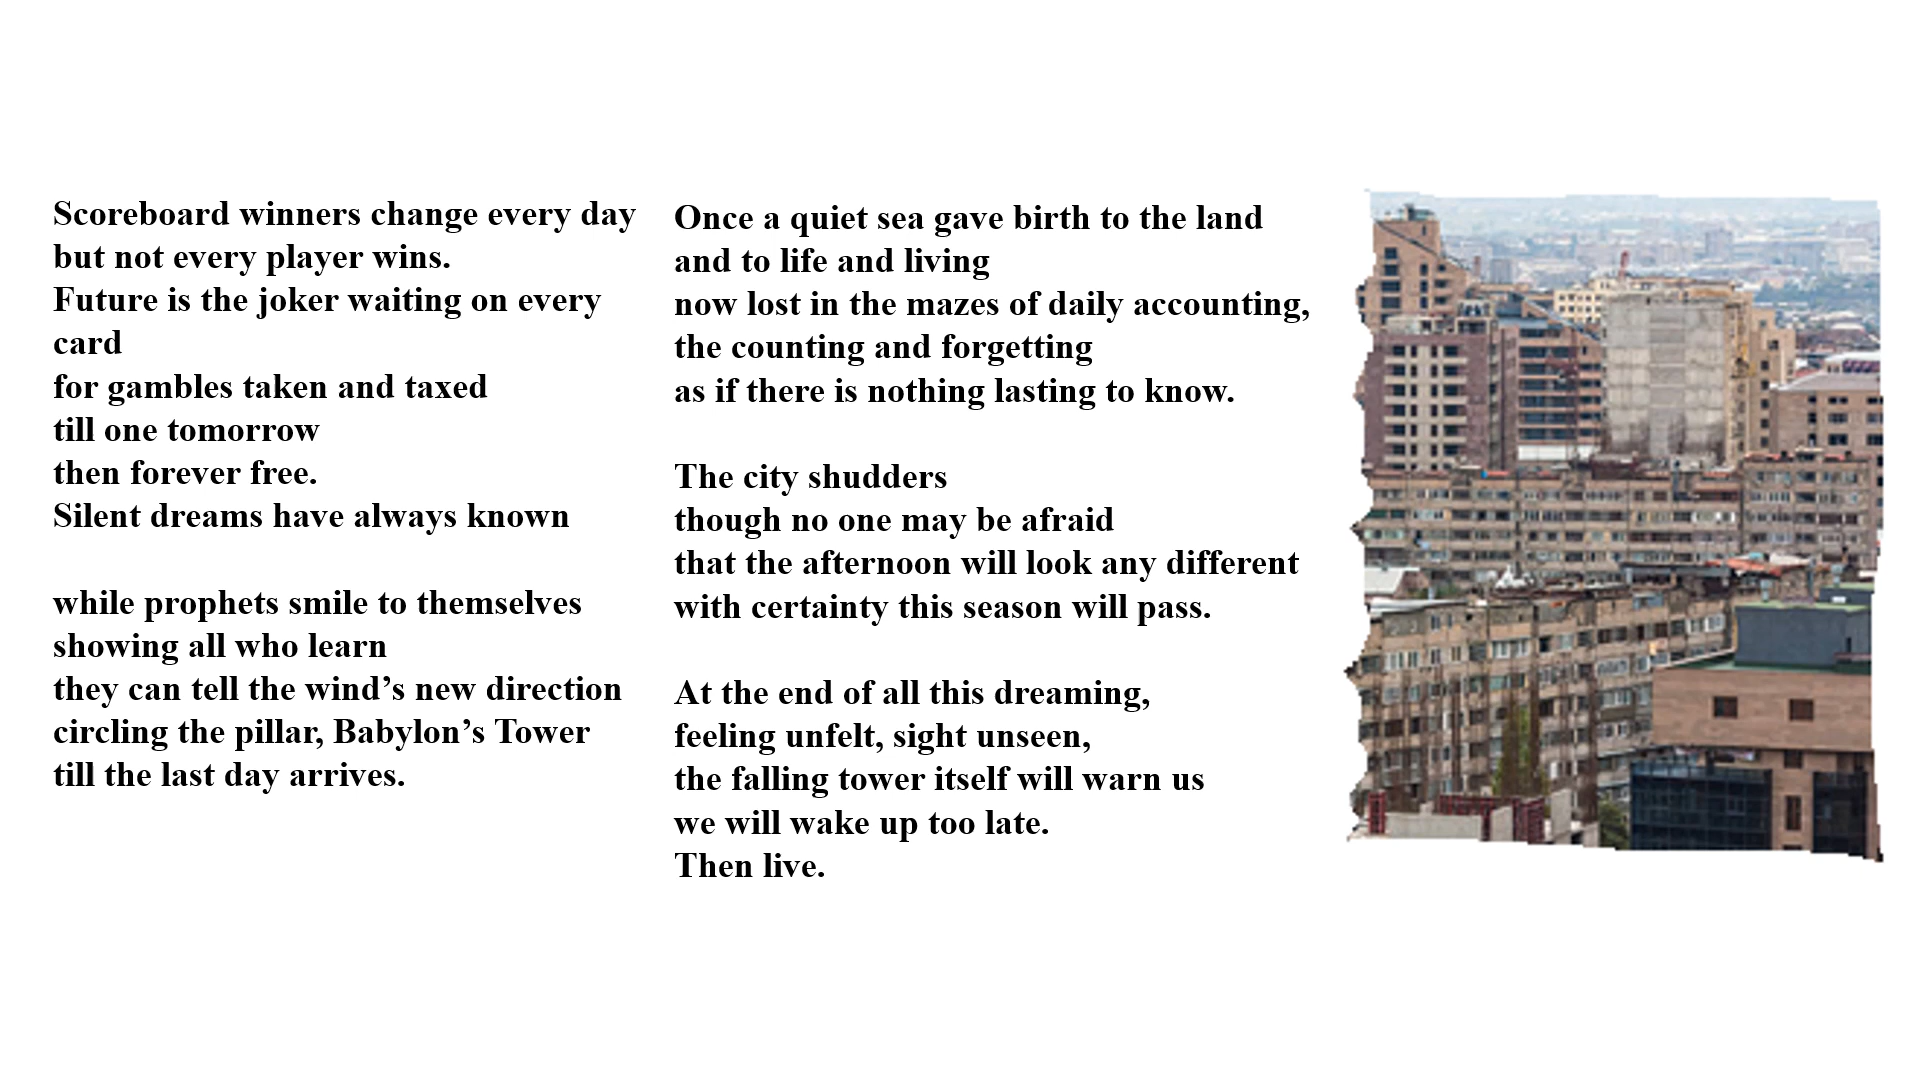 Scoreboard winners change every day
but not every player wins.
Future is the joker waiting on every
card
for gambles taken and taxed
till one tomorrow
then forever free.
Silent dreams have always known
while prophets smile to themselves
showing all who learn
they can tell the wind’s new direction
circling the pillar, Babylon’s Tower
till the last day arrives.
Once a quiet sea gave birth to the land
and to life and living
now lost in the mazes of daily accounting,
the counting and forgetting
as if there is nothing lasting to know.
The city shudders
though no one may be afraid
that the afternoon will look any different
with certainty this season will pass.
At the end of all this dreaming,
feeling unfelt, sight unseen,
the falling tower itself will warn us
we will wake up too late.
Then live.